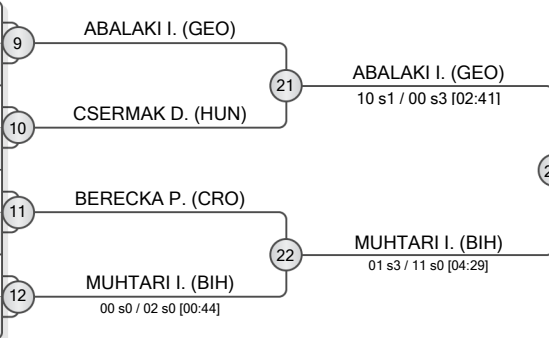 9
ABALAKI I. (GEO)
21
ABALAKI I. (GEO)
10 s1 / 00 s3 [02:41]
10
CSERMAK D. (HUN)
2
11
BERECKA P. (CRO)
22
MUHTARI I. (BIH)
01 s3 / 11 s0 [04:29]
12
MUHTARI I. (BIH)
00 s0 / 02 s0 [00:44]